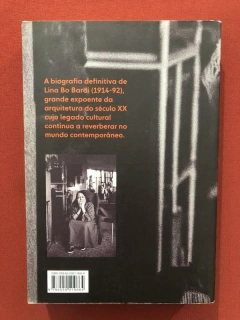 A biografia definitiva de
Lina Bo Bardi (1914-92),
grande expoente da
arquitetura do século XX
cujo legado cultural
continua a reverberar no
mundo contemporâneo.